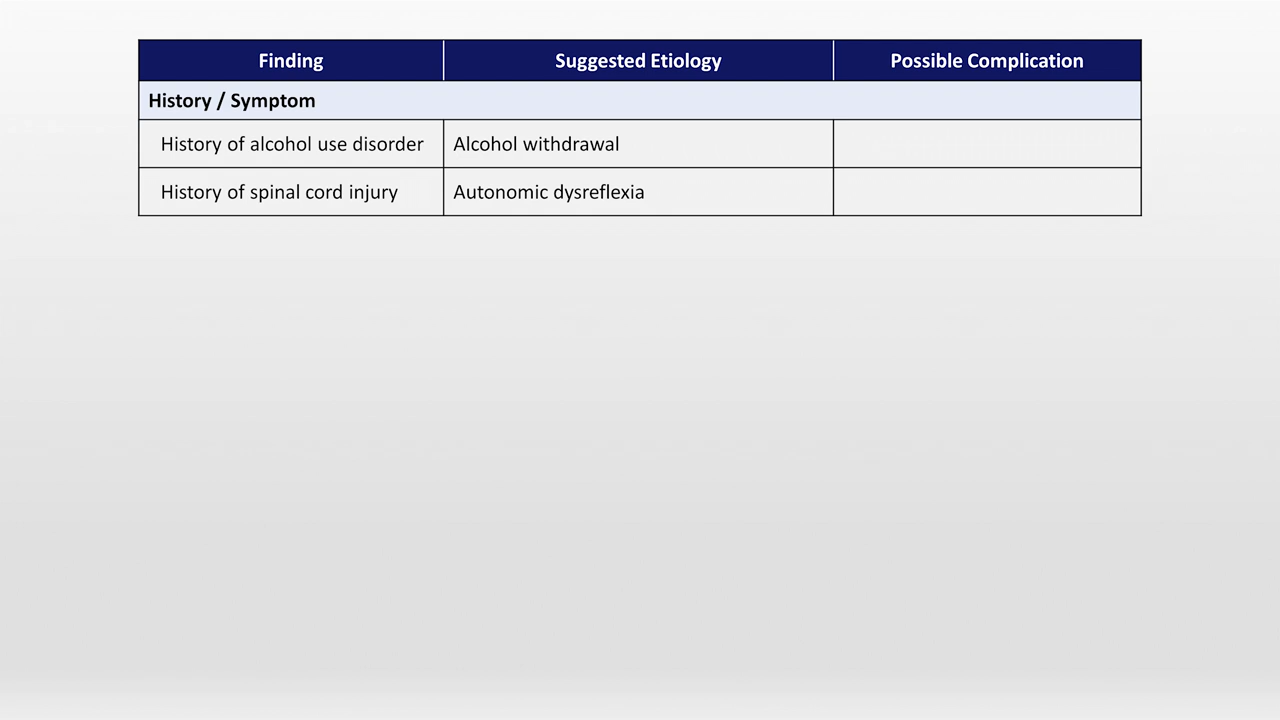 Finding Suggested Etiology Possible Complication
History / Symptom
History of alcohol use disorder Alcohol withdrawal
History of spinal cord injury Autonomic dysreflexia